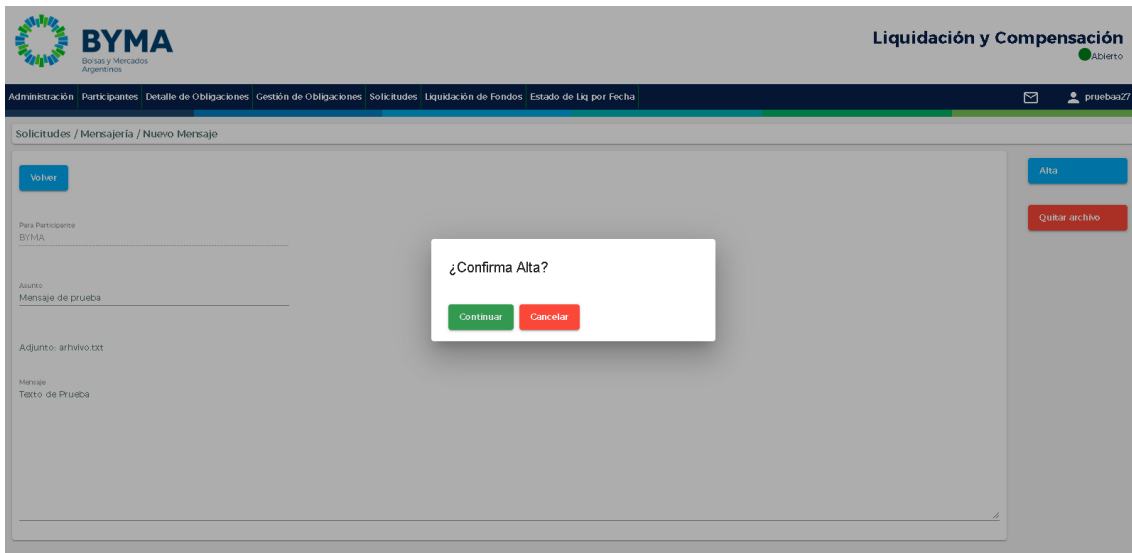 BYMA
Bolsas y Mercados
Argentinos
Liquidación y Compensación
Abierto
Administración Participantes Detalle de Obligaciones Gestión de Obligaciones Solicitudes Liquidación de Fondos Estado de Liq por Fecha pruebaa27
Solicitudes / Mensajería / Nuevo Mensaje
Volver
Alta
Quitar archivo
Para Participante
BYMA
¿Confirma Alta?
Continuar Cancelar
Asunto
Mensaje de prueba
Adjunto: arhvivo.txt
Mensaje
Texto de Prueba